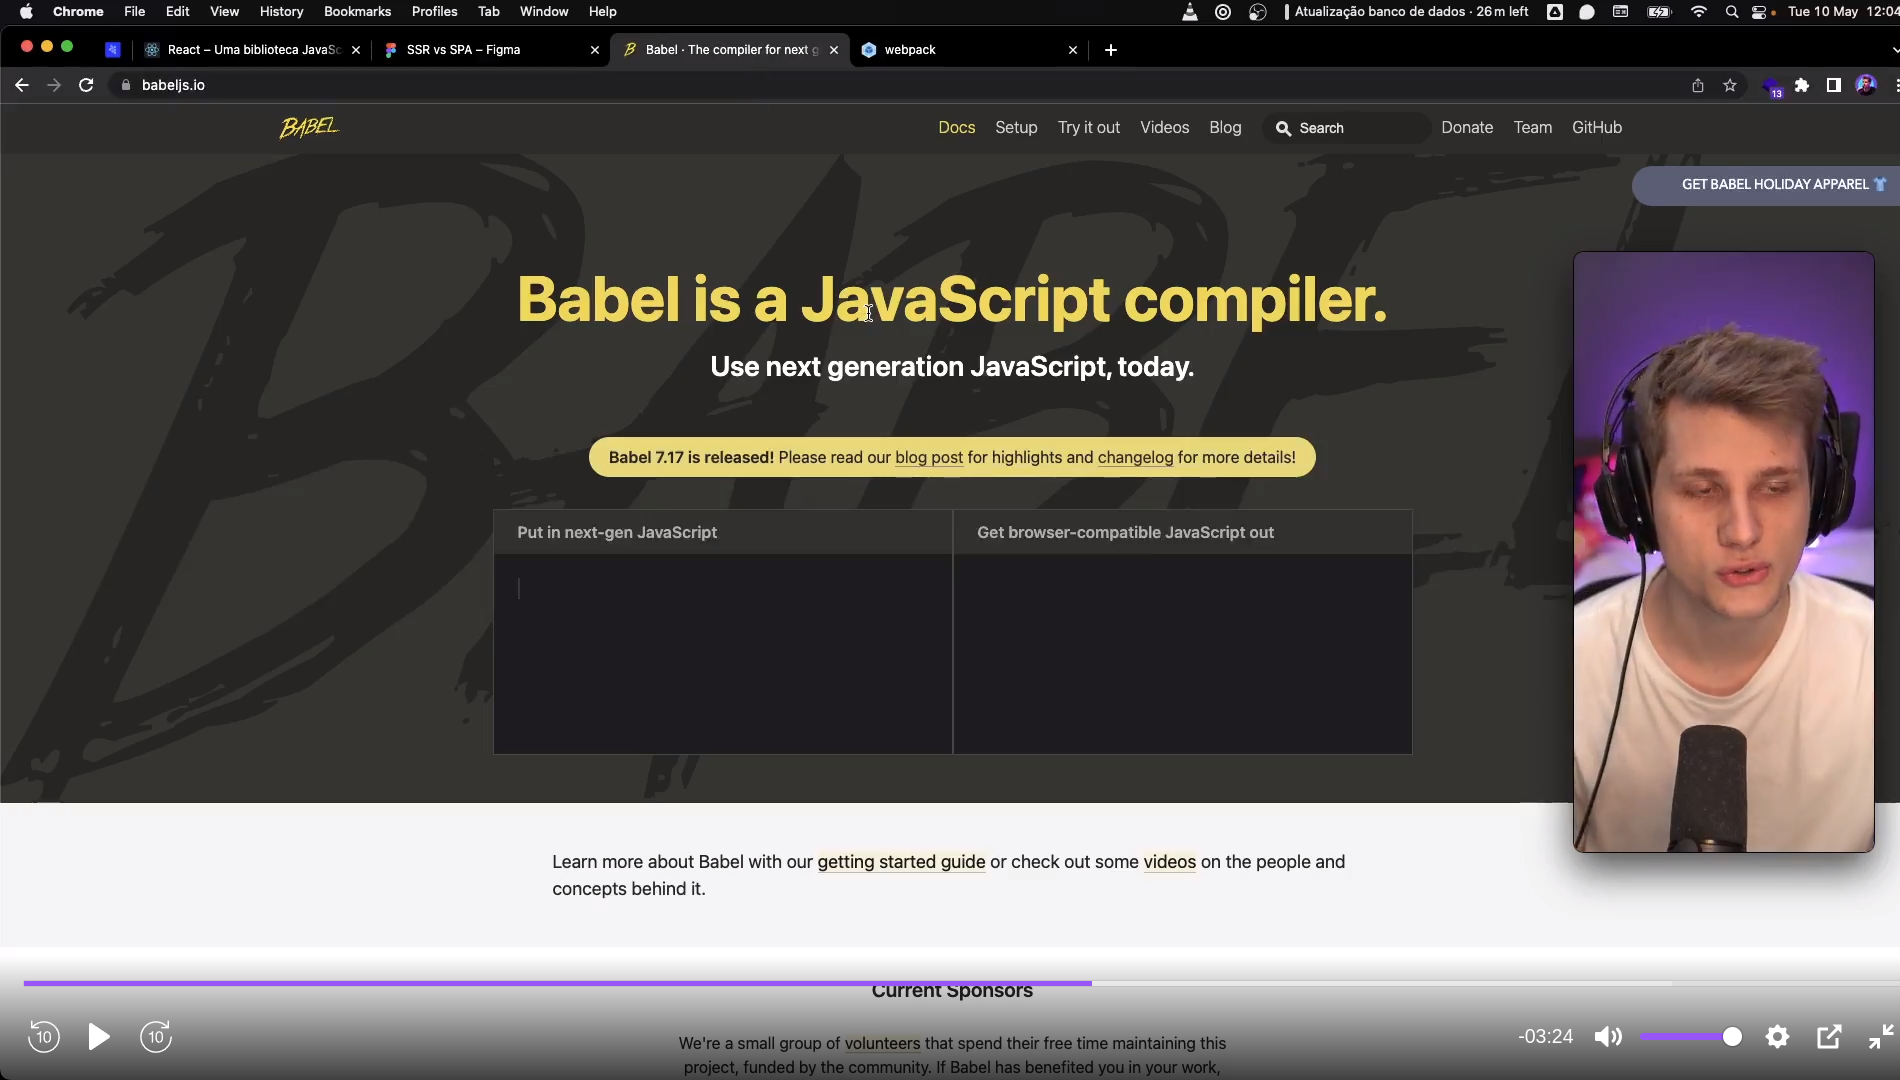 Chrome File Edit View History Bookmarks Profiles Tab Window Help
Atualização banco de dados · 26 m left
Tue 10 May 12:04
React – Uma biblioteca JavaSc
SSR vs SPA – Figma
Babel · The compiler for next g
webpack
babeljs.io
13
BABEL
Docs Setup Try it out Videos Blog Search Donate Team GitHub
GET BABEL HOLIDAY APPAREL
BABEL
Babel is a JavaScript compiler.
Use next generation JavaScript, today.
Babel 7.17 is released! Please read our blog post for highlights and changelog for more details!
Put in next-gen JavaScript
Get browser-compatible JavaScript out
Learn more about Babel with our getting started guide or check out some videos on the people and
concepts behind it.
Current Sponsors
10
10
-03:24
We're a small group of volunteers that spend their free time maintaining this
project, funded by the community. If Babel has benefited you in your work,